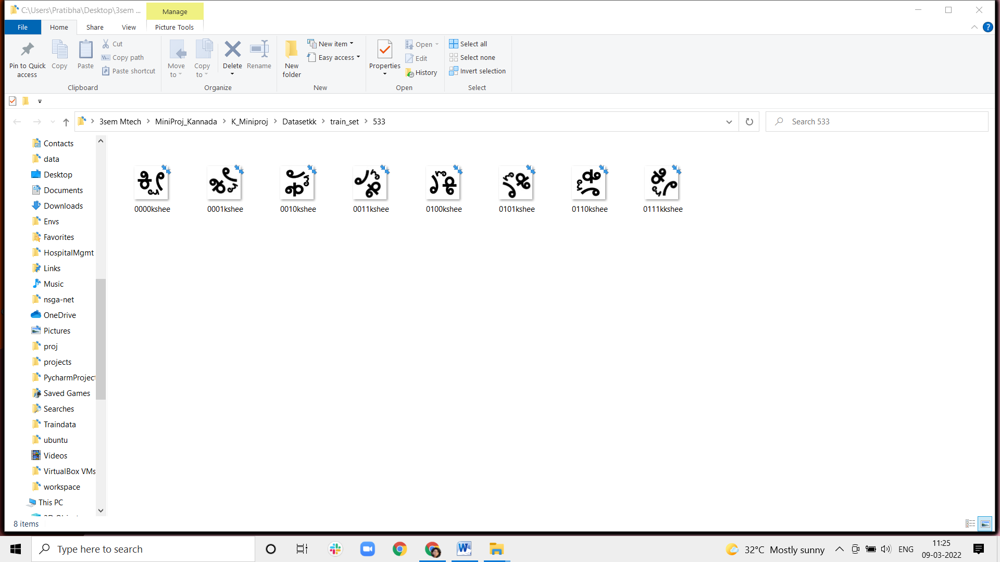 C:\Users\Pratibha\Desktop\3sem ...
Manage
File
Home
Share
View
Picture Tools
Pin to Quick access
Copy
Paste
Cut
Copy path
Paste shortcut
Clipboard
Move to
Copy to
Delete
Rename
Organize
New folder
New item
Easy access
New
Properties
Open
Edit
History
Open
Select all
Select none
Invert selection
Select
3sem Mtech > MiniProj_Kannada > K_Miniproj > Datasetkk > train_set > 533
Search 533
Contacts
data
Desktop
Documents
Downloads
Envs
Favorites
HospitalMgmt
Links
Music
nsga-net
OneDrive
Pictures
proj
projects
PycharmProject
Saved Games
Searches
Traindata
ubuntu
Videos
VirtualBox VMs
workspace
This PC
0000kshee
0001kshee
0010kshee
0011kshee
0100kshee
0101kshee
0110kshee
0111kkshee
8 items
Type here to search
32°C Mostly sunny
ENG
11:25
09-03-2022